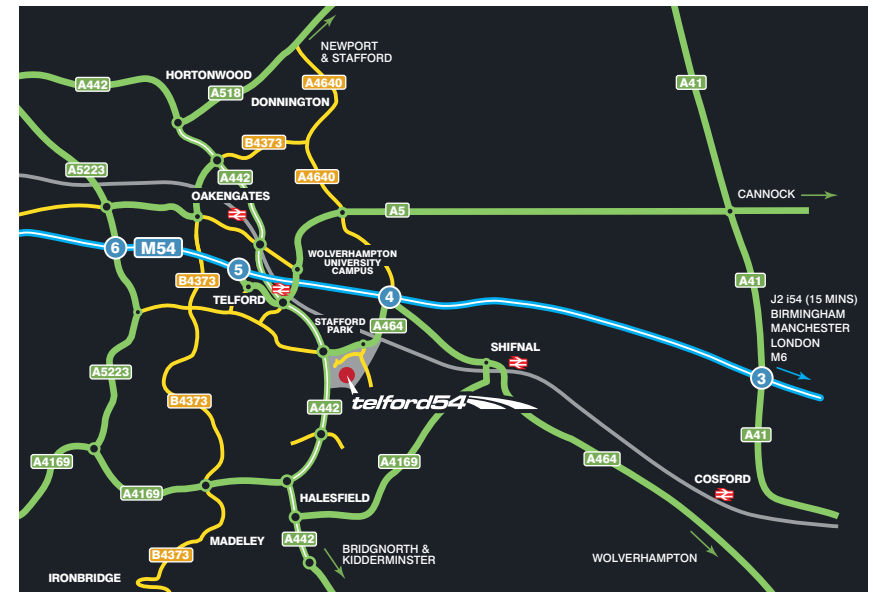 NEWPORT
& STAFFORD
HORTONWOOD
A442
A4640
A41
A518
DONNINGTON
B4373
A5223
A442
A4640
OAKENGATES
CANNOCK
A5
6
M54
WOLVERHAMPTON
UNIVERSITY
CAMPUS
5
B4373
A41
TELFORD
4
J2 i54 (15 MINS)
BIRMINGHAM
MANCHESTER
LONDON
M6
STAFFORD
PARK
A464
SHIFNAL
A5223
3
B4373
A442
telford54
A41
A4169
A4169
A464
COSFORD
A4169
HALESFIELD
MADELEY
A442
B4373
BRIDGNORTH &
KIDDERMINSTER
WOLVERHAMPTON
IRONBRIDGE